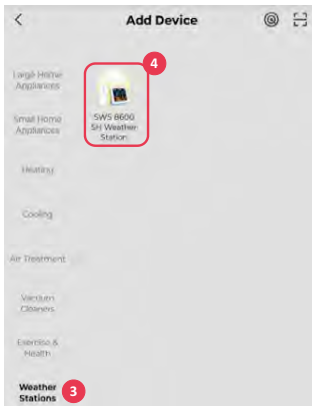 Add Device
Large Home
Appliances
4
Small Home
Appliances
SWS 8600
SH Weather
Station
Heating
Cooling
Air Treatment
Vacuum
Cleaners
Exercise &
Health
Weather
Stations
3